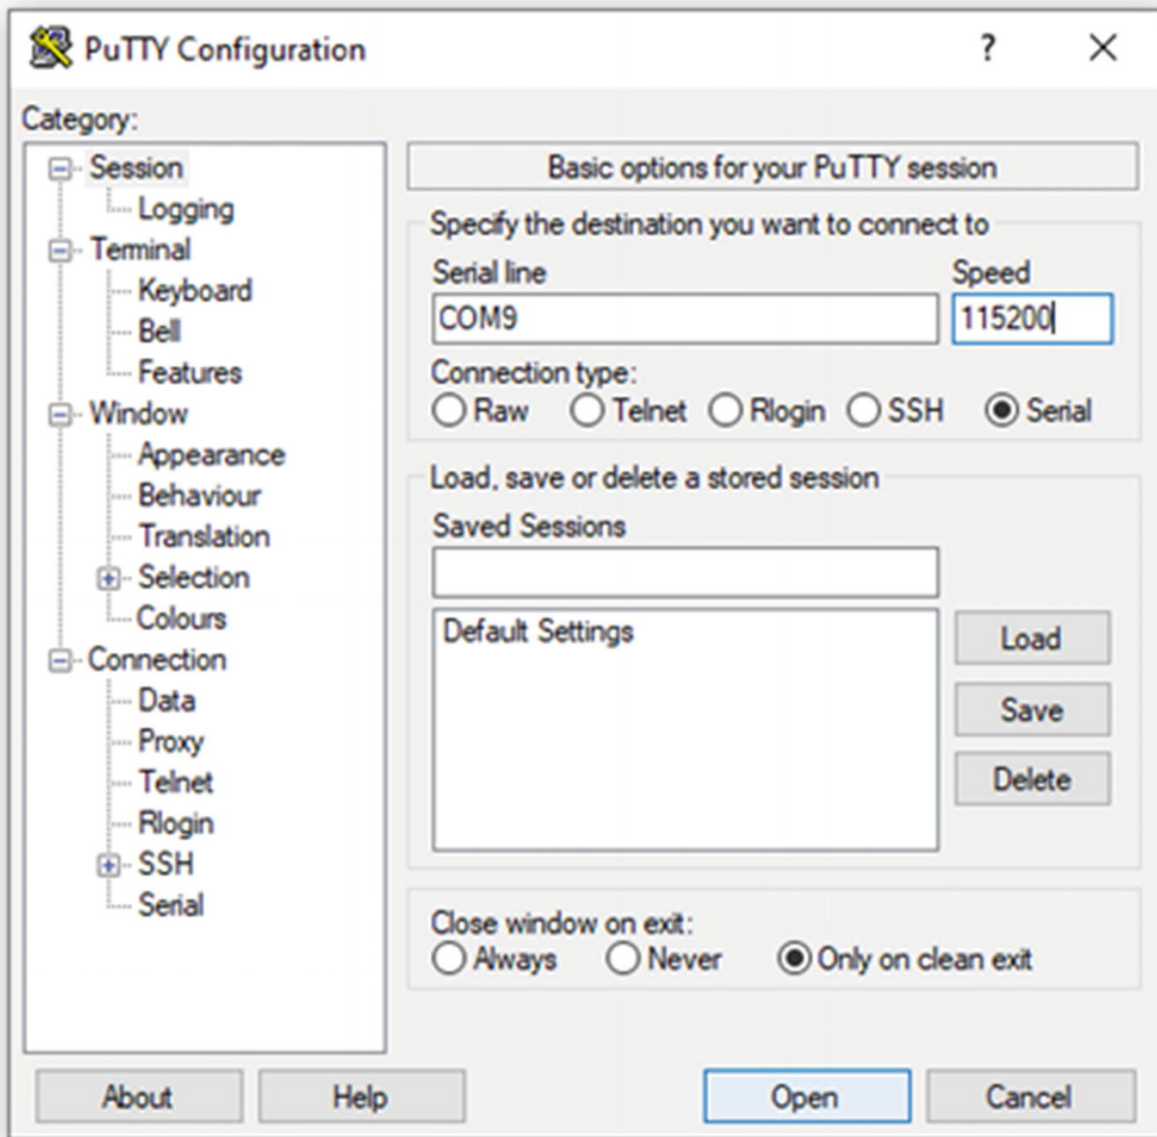 PuTTY Configuration
?
Category:
Session
Logging
Terminal
Keyboard
Bell
Features
Window
Appearance
Behaviour
Translation
Selection
Colours
Connection
Data
Proxy
Telnet
Rlogin
SSH
Serial
Basic options for your PuTTY session
Specify the destination you want to connect to
Serial line Speed
COM9 115200
Connection type:
Raw Telnet Rlogin SSH Serial
Load, save or delete a stored session
Saved Sessions
Default Settings
Load
Save
Delete
Close window on exit:
Always Never Only on clean exit
About Help Open Cancel